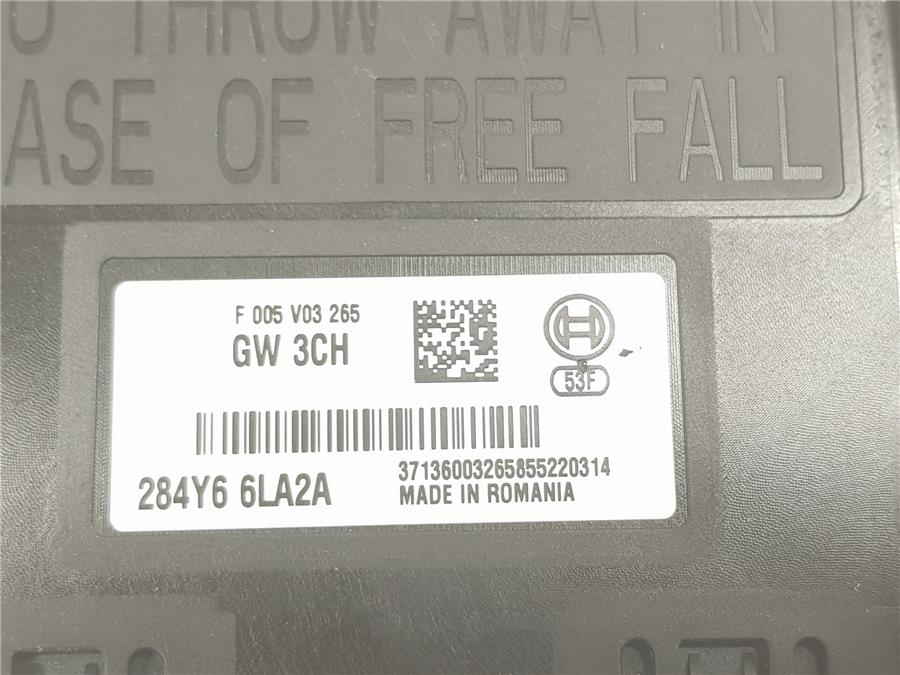 THROW AWAY IN
ASE OF FREE FALL
F 005 V03 265
GW 3CH
53F
284Y6 6LA2A
37136003265855220314
MADE IN ROMANIA